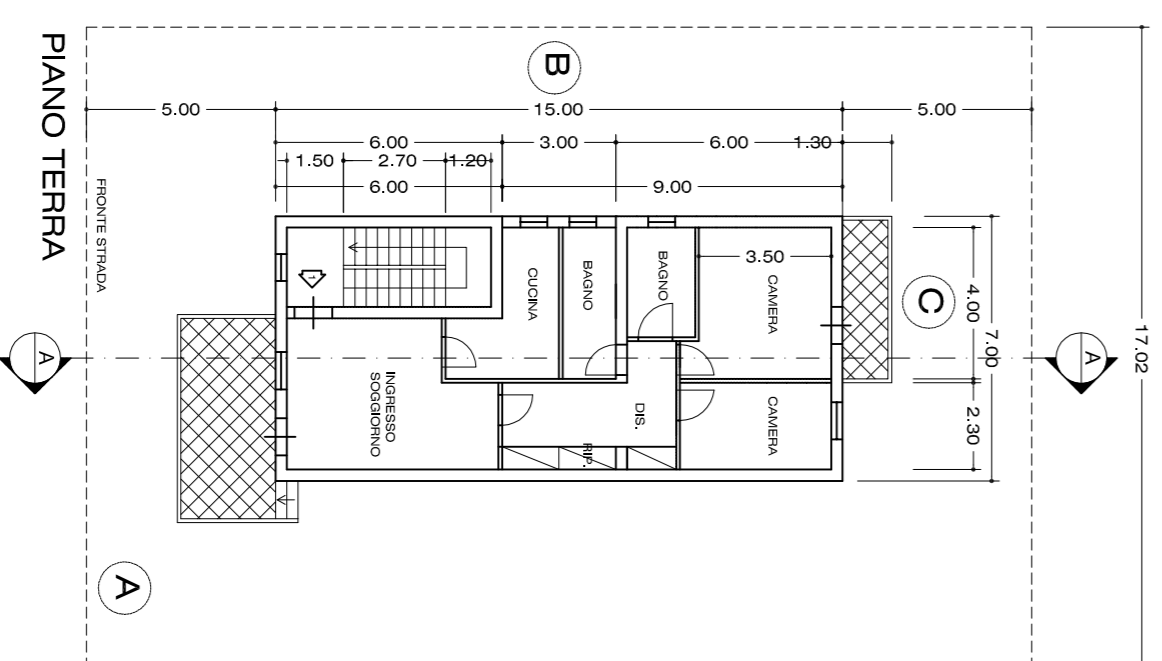 PIANO TERRA
FRONTE STRADA
B
5.00
15.00
5.00
6.00
3.00
6.00
1.30
1.50
2.70
1.20
6.00
9.00
17.02
1
CUCINA
BAGNO
BAGNO
3.50
CAMERA
C
4.00
7.00
2.30
A
A
INGRESSO
SOGGIORNO
DIS.
RIP.
CAMERA
A